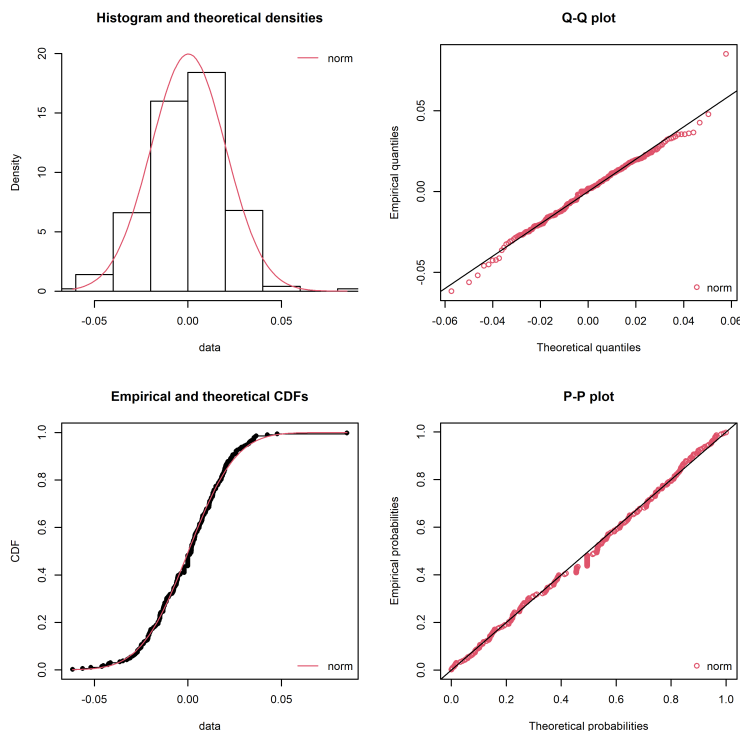 Histogram and theoretical densities
norm
Density
0
5
10
15
20
-0.05
0.00
0.05
data
Q-Q plot
Empirical quantiles
-0.05
0.00
0.05
norm
-0.06
-0.04
-0.02
0.00
0.02
0.04
0.06
Theoretical quantiles
Empirical and theoretical CDFs
CDF
0.0
0.2
0.4
0.6
0.8
1.0
norm
-0.05
0.00
0.05
data
P-P plot
Empirical probabilities
0.0
0.2
0.4
0.6
0.8
1.0
norm
0.0
0.2
0.4
0.6
0.8
1.0
Theoretical probabilities